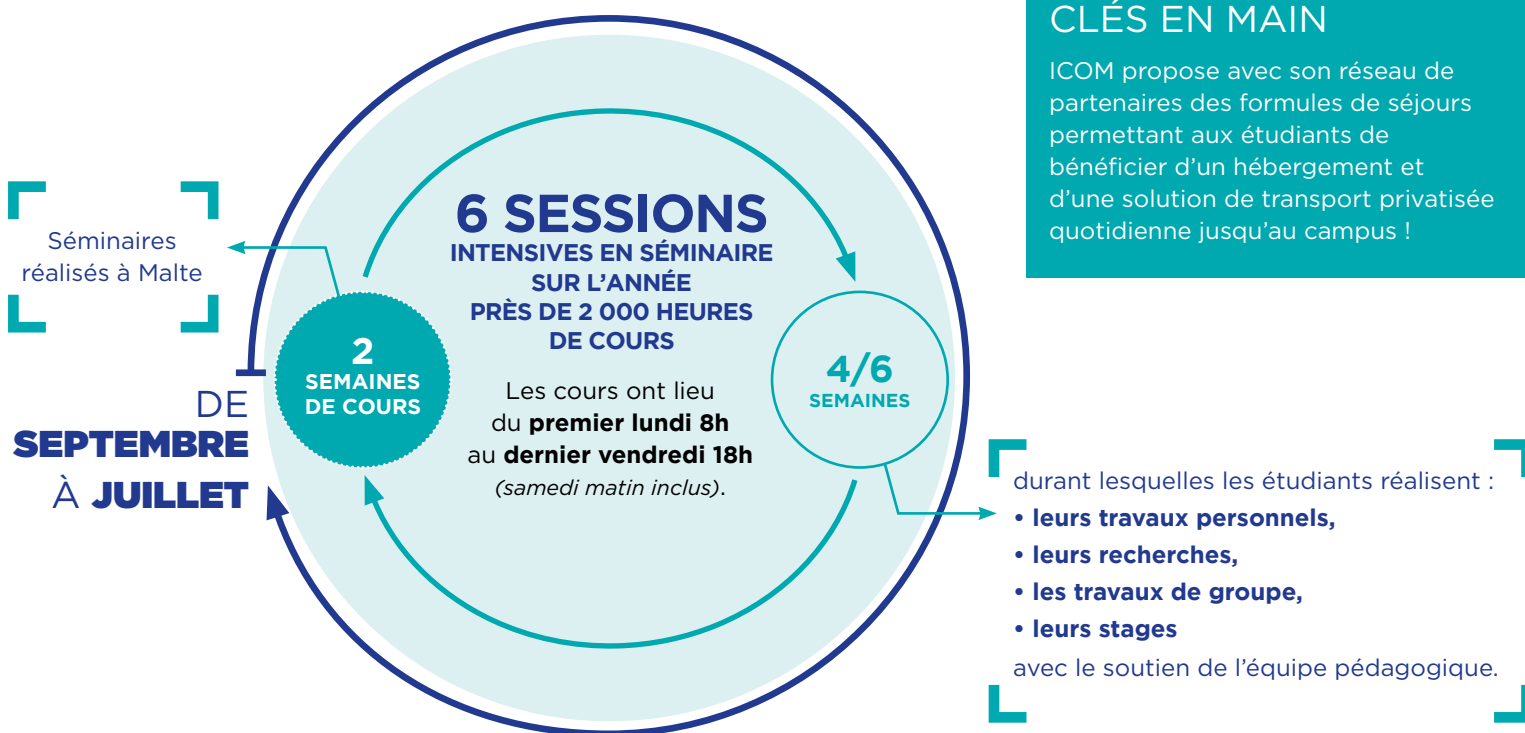 CLÉS EN MAIN
ICOM propose avec son réseau de
partenaires des formules de séjours
permettant aux étudiants de
bénéficier d’un hébergement et
d’une solution de transport privatisée
quotidienne jusqu’au campus !
Séminaires
réalisés à Malte
6 SESSIONS
INTENSIVES EN SÉMINAIRE
SUR L’ANNÉE
PRÈS DE 2 000 HEURES
DE COURS
Les cours ont lieu
du premier lundi 8h
au dernier vendredi 18h
(samedi matin inclus).
2
SEMAINES
DE COURS
4/6
SEMAINES
DE
SEPTEMBRE
À JUILLET
durant lesquelles les étudiants réalisent :
• leurs travaux personnels,
• leurs recherches,
• les travaux de groupe,
• leurs stages
avec le soutien de l’équipe pédagogique.